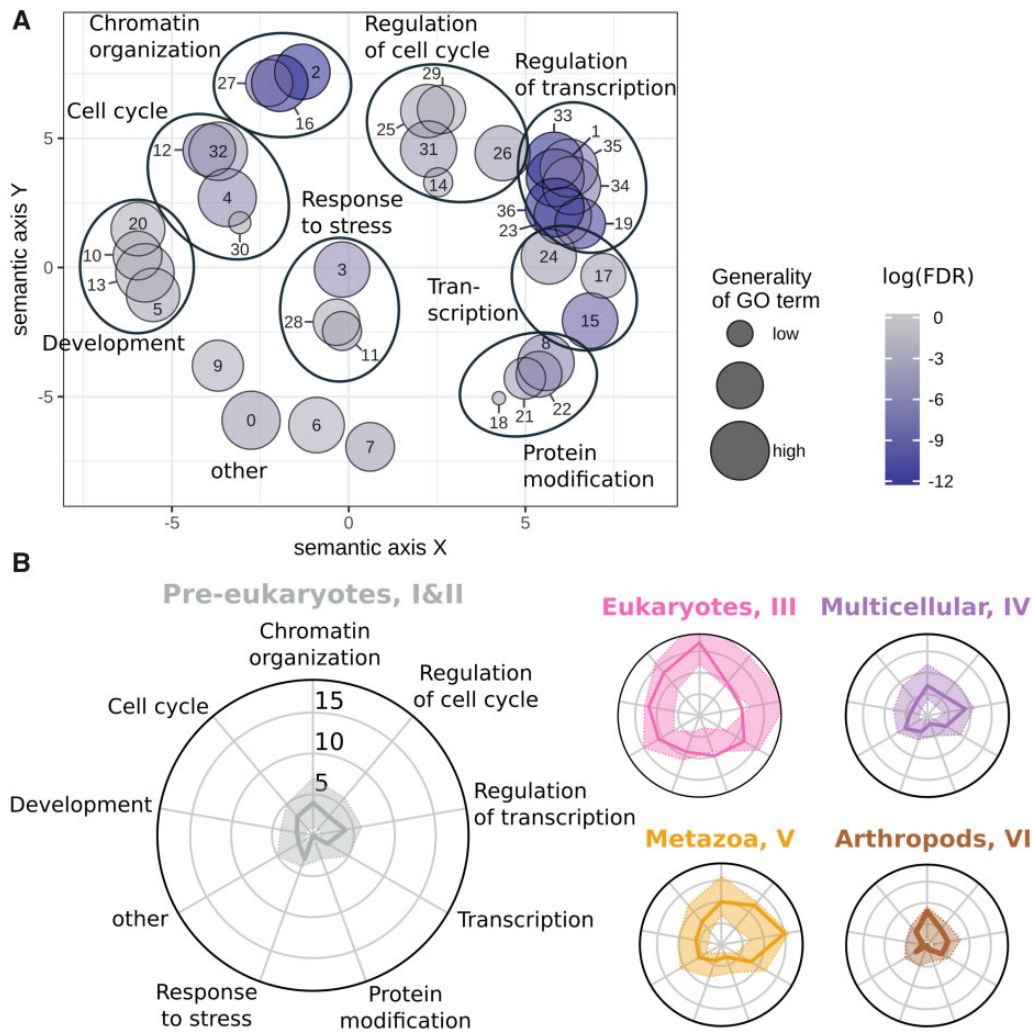 A
Chromatin
organization
Regulation
of cell cycle
Regulation
of transcription
Cell cycle
Response
to stress
Tran-
scription
Development
other
Protein
modification
27
2
16
29
25
31
14
26
33
1
35
34
36
23
19
12
32
4
30
20
10
13
5
3
28
11
24
17
15
8
18
21
22
9
0
6
7
5
0
-5
-5
0
5
semantic axis Y
semantic axis X
Generality
of GO term
low
high
log(FDR)
0
-3
-6
-9
-12
B
Pre-eukaryotes, I&II
Chromatin
organization
Regulation
of cell cycle
Regulation
of transcription
Transcription
Protein
modification
Response
to stress
other
Development
Cell cycle
15
10
5
Eukaryotes, III
Multicellular, IV
Metazoa, V
Arthropods, VI